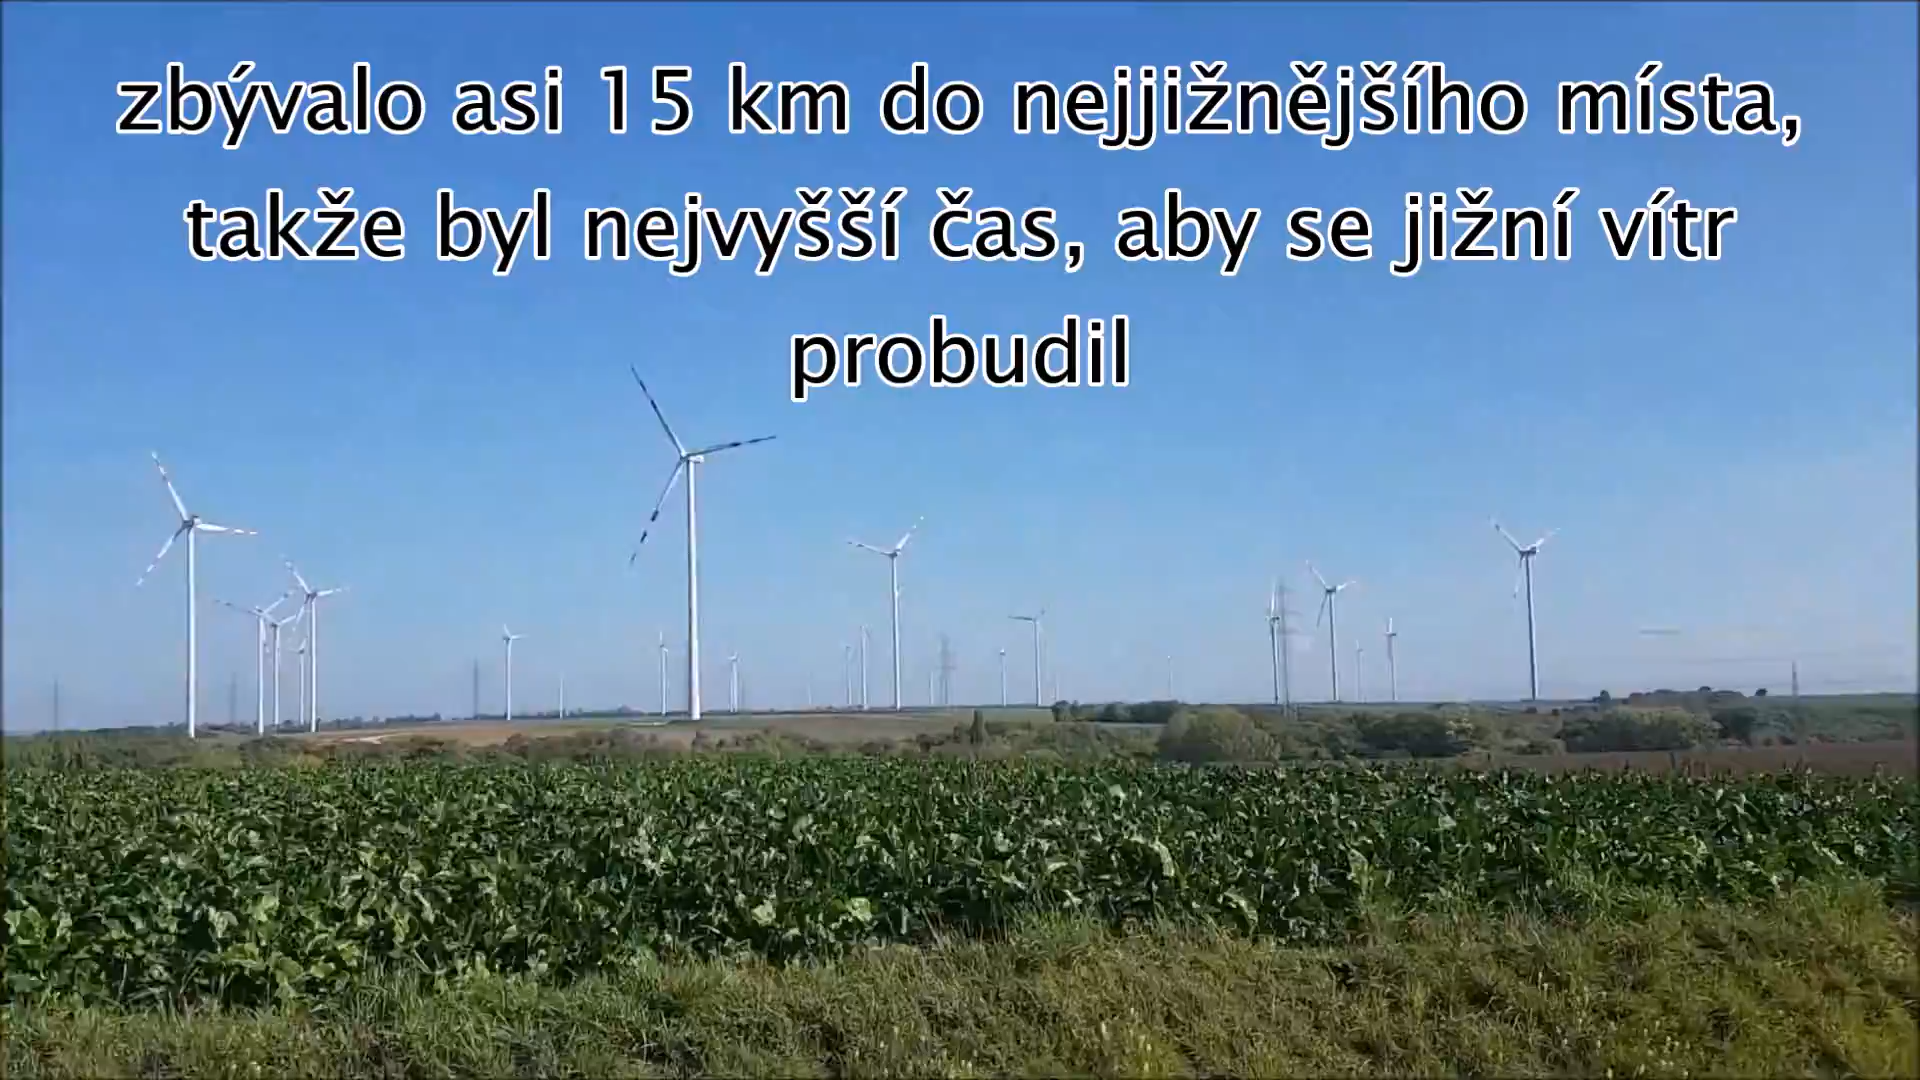 zbývalo asi 15 km do nejjižnějšího místa,
takže byl nejvyšší čas, aby se jižní vítr
probudil